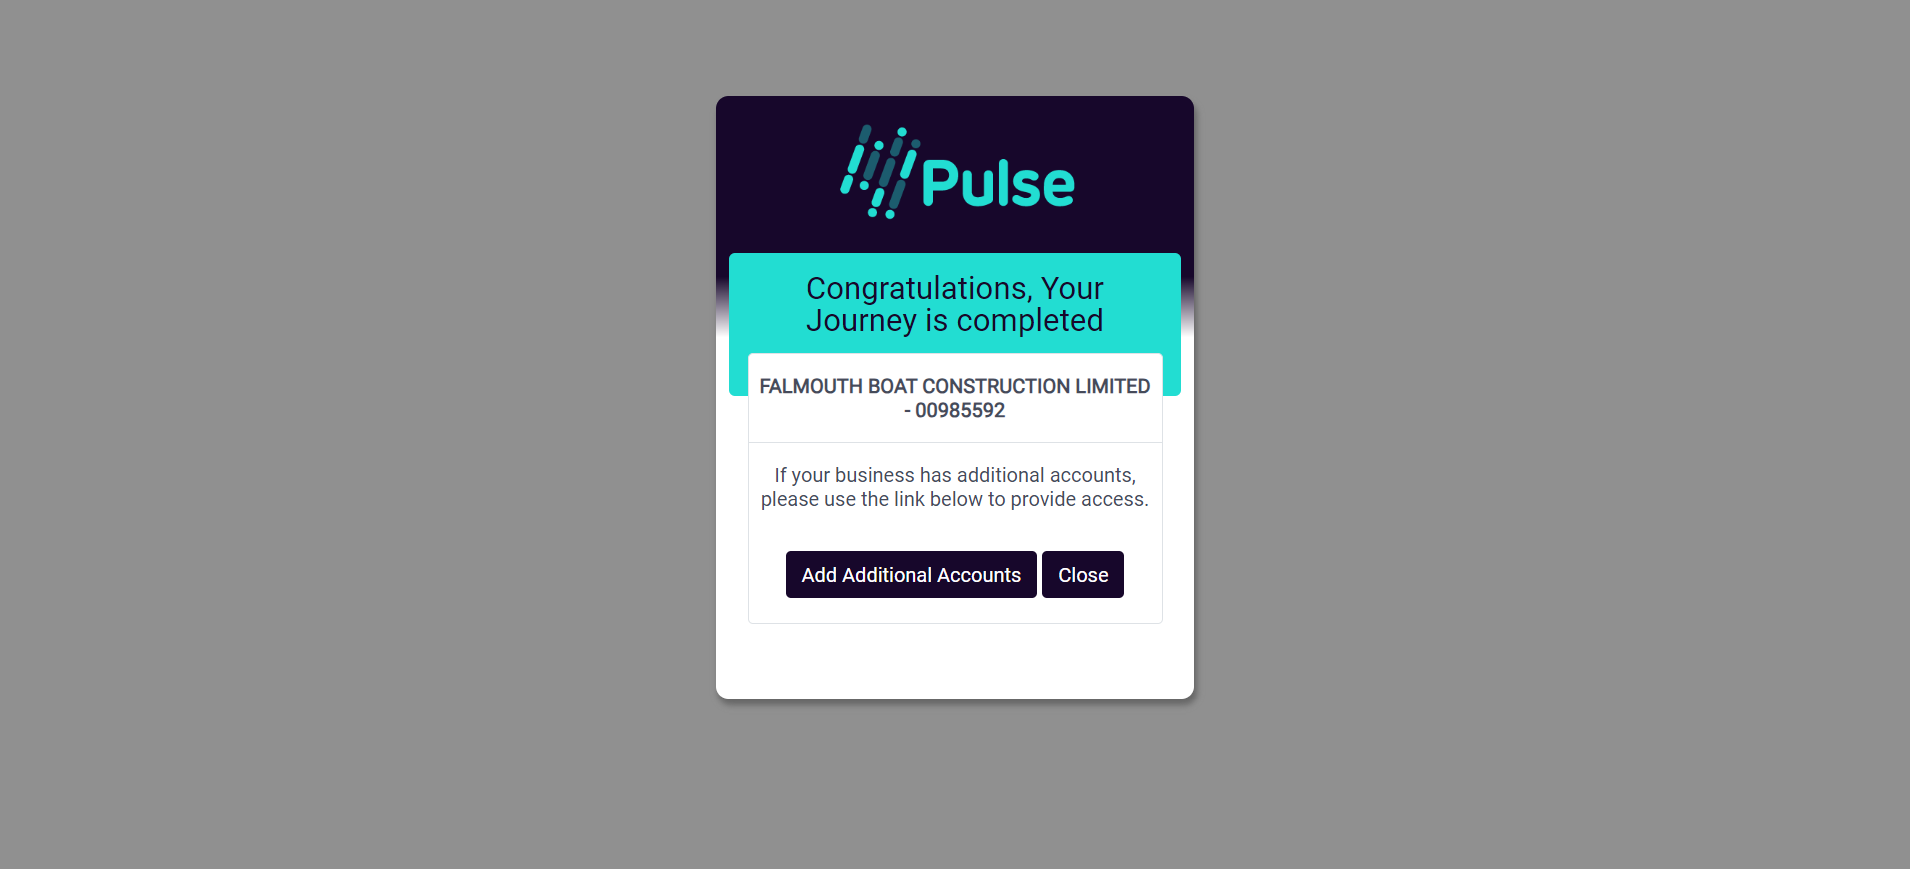 Pulse
Congratulations, Your
Journey is completed
FALMOUTH BOAT CONSTRUCTION LIMITED
- 00985592
If your business has additional accounts,
please use the link below to provide access.
Add Additional Accounts Close